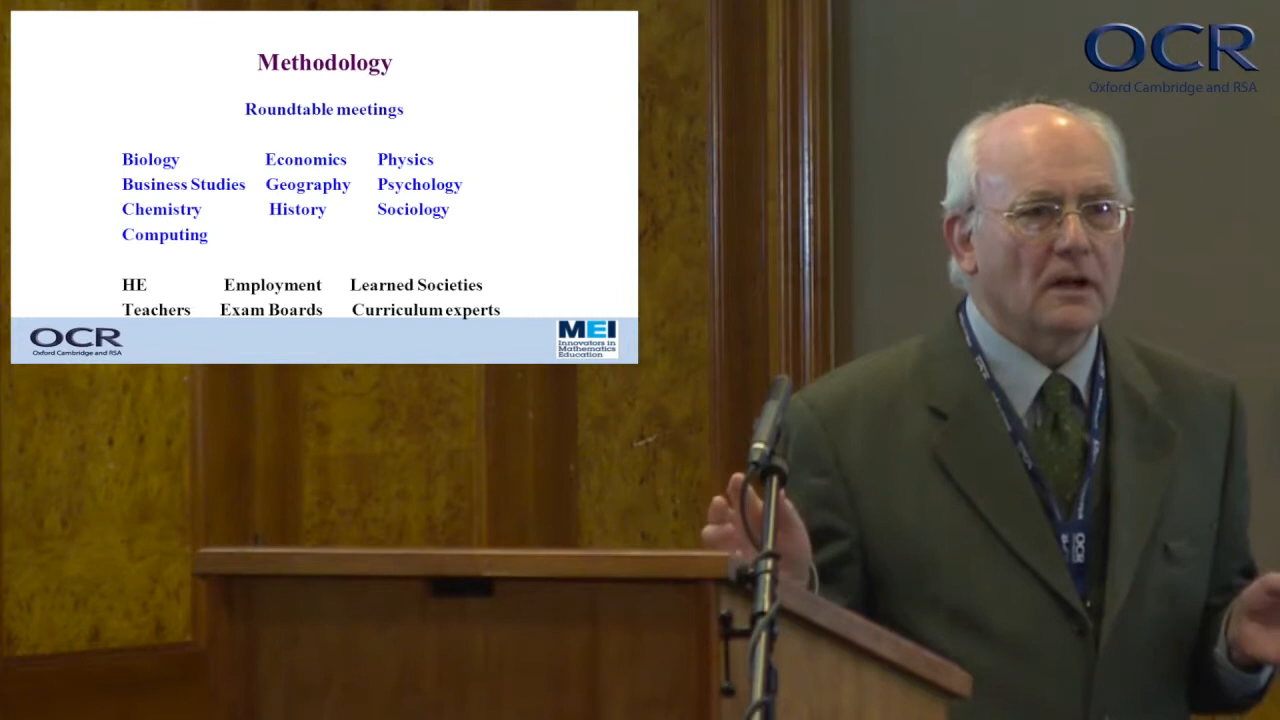 Methodology
Roundtable meetings
Biology Economics Physics
Business Studies Geography Psychology
Chemistry History Sociology
Computing
HE Employment Learned Societies
Teachers Exam Boards Curriculum experts
OCR
Oxford Cambridge and RSA
MEI
Innovators in
Mathematics
Education
OCR
Oxford Cambridge and RSA
OCR